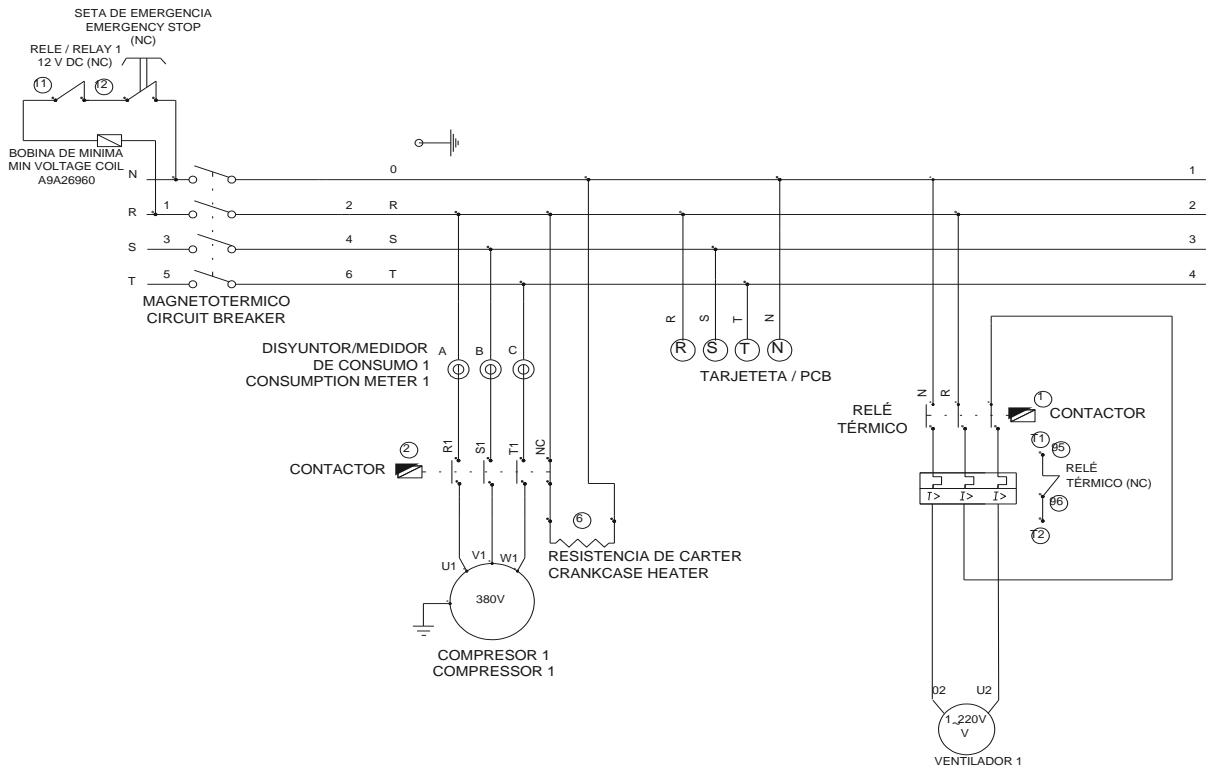 SETA DE EMERGENCIA
EMERGENCY STOP
(NC)
RELE / RELAY 1
12 V DC (NC)
11
12
BOBINA DE MINIMA
MIN VOLTAGE COIL
A9A26960
N
0
1
R
1
2
R
2
S
3
4
S
3
T
5
6
T
4
MAGNETOTERMICO
CIRCUIT BREAKER
R
S
T
N
R
S
T
N
TARJETETA / PCB
DISYUNTOR/MEDIDOR
DE CONSUMO 1
CONSUMPTION METER 1
A
B
C
N
R
RELÉ
TÉRMICO
1
CONTACTOR
R1
S1
T1
NC
2
CONTACTOR
T1
95
RELÉ
TÉRMICO (NC)
96
T2
I>
I>
I>
6
RESISTENCIA DE CARTER
CRANKCASE HEATER
U1
V1
W1
380V
COMPRESOR 1
COMPRESSOR 1
02
U2
1~220V
V
VENTILADOR 1